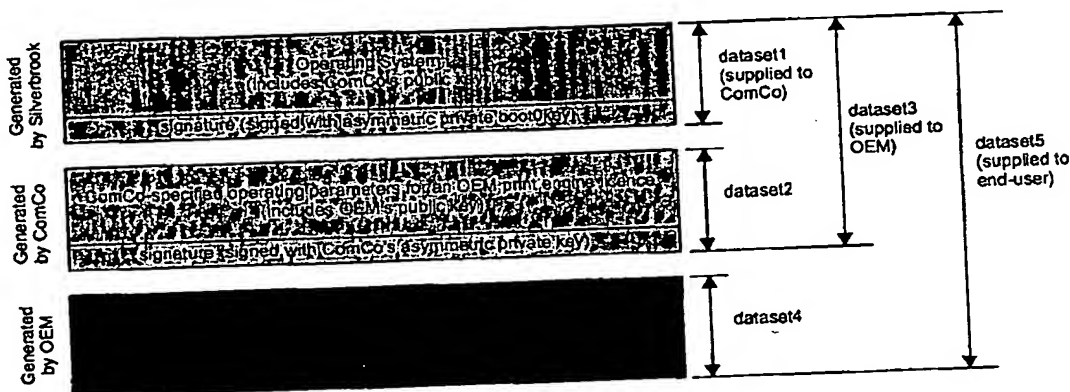 Generated
by Silverbrook
Operating System
(includes ComCo's public key)
signature (signed with asymmetric private boot0key)
Generated
by ComCo
ComCo specified operating parameters for an OEM print engine licence
(includes OEM's public key)
signature (signed with ComCo's asymmetric private key)
Generated
by OEM
dataset1
(supplied to
ComCo
dataset2
dataset3
(supplied to
OEM)
dataset4
dataset5
(supplied to
end-user)